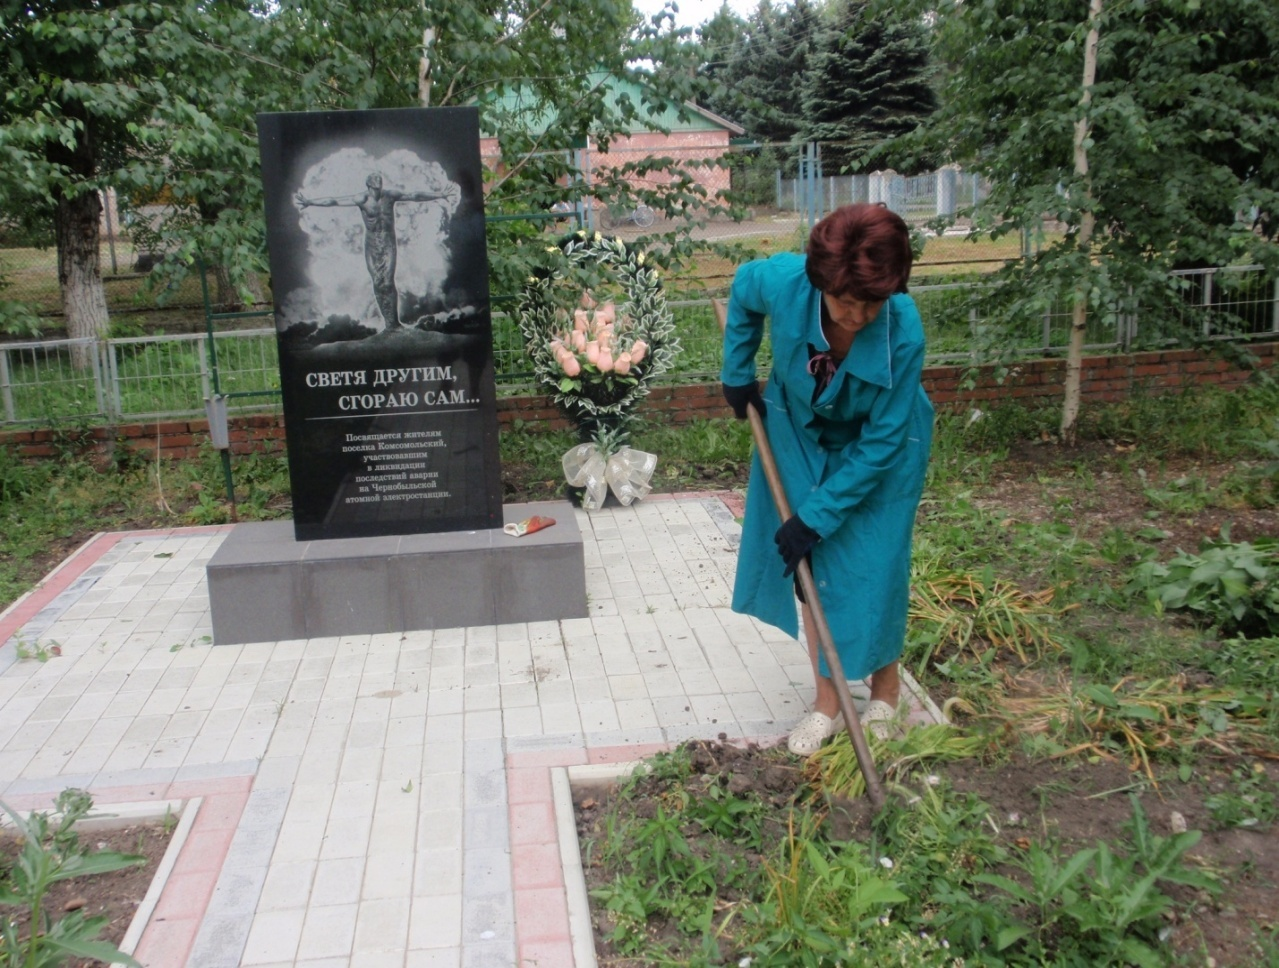 СВЕТЯ ДРУГИМ,
СГОРАЮ САМ...
Посвящается жителям
поселка Комсомольский,
участвовавшим
в ликвидации
последствий аварии
на Чернобыльской
атомной электростанции.